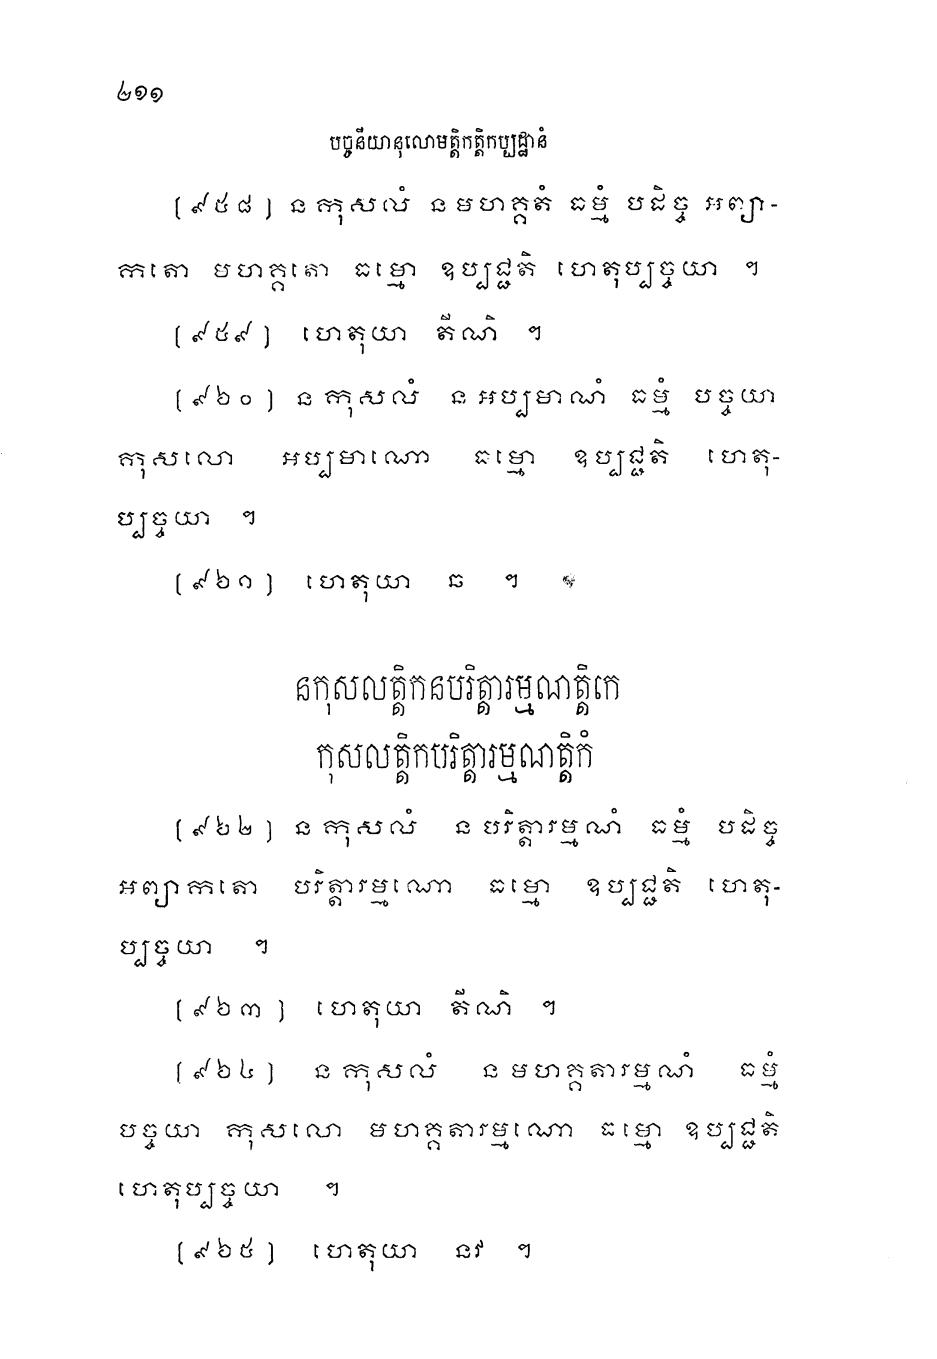 ៤១១
បច្ចនីយានុលោមត្តិកត្តិកប្បដ្ឋានំ
(៩៥៨) ន កុសលំ ន មហគ្គតំ ធម្មំ បដិច្ច អព្យា-
កតោ មហគ្គតោ ធម្មោ ឧប្បជ្ជតិ ហេតុប្បច្ចយា ។
(៩៥៩) ហេតុយា តីណិ ។
(៩៦០) ន កុសលំ ន អប្បមាណំ ធម្មំ បច្ចយា
កុសលោ អប្បមាណោ ធម្មោ ឧប្បជ្ជតិ ហេតុ-
ប្បច្ចយា ។
(៩៦១) ហេតុយា ឆ ។
នកុសលត្តិកនបរិត្តារម្មណត្តិកេ
កុសលត្តិកបរិត្តារម្មណត្តិកំ
(៩៦២) ន កុសលំ ន បរិត្តារម្មណំ ធម្មំ បដិច្ច
អព្យាកតោ បរិត្តារម្មណោ ធម្មោ ឧប្បជ្ជតិ ហេតុ-
ប្បច្ចយា ។
(៩៦៣) ហេតុយា តីណិ ។
(៩៦៤) ន កុសលំ ន មហគ្គតារម្មណំ ធម្មំ
បច្ចយា កុសលោ មហគ្គតារម្មណោ ធម្មោ ឧប្បជ្ជតិ
ហេតុប្បច្ចយា ។
(៩៦៥) ហេតុយា នវ ។